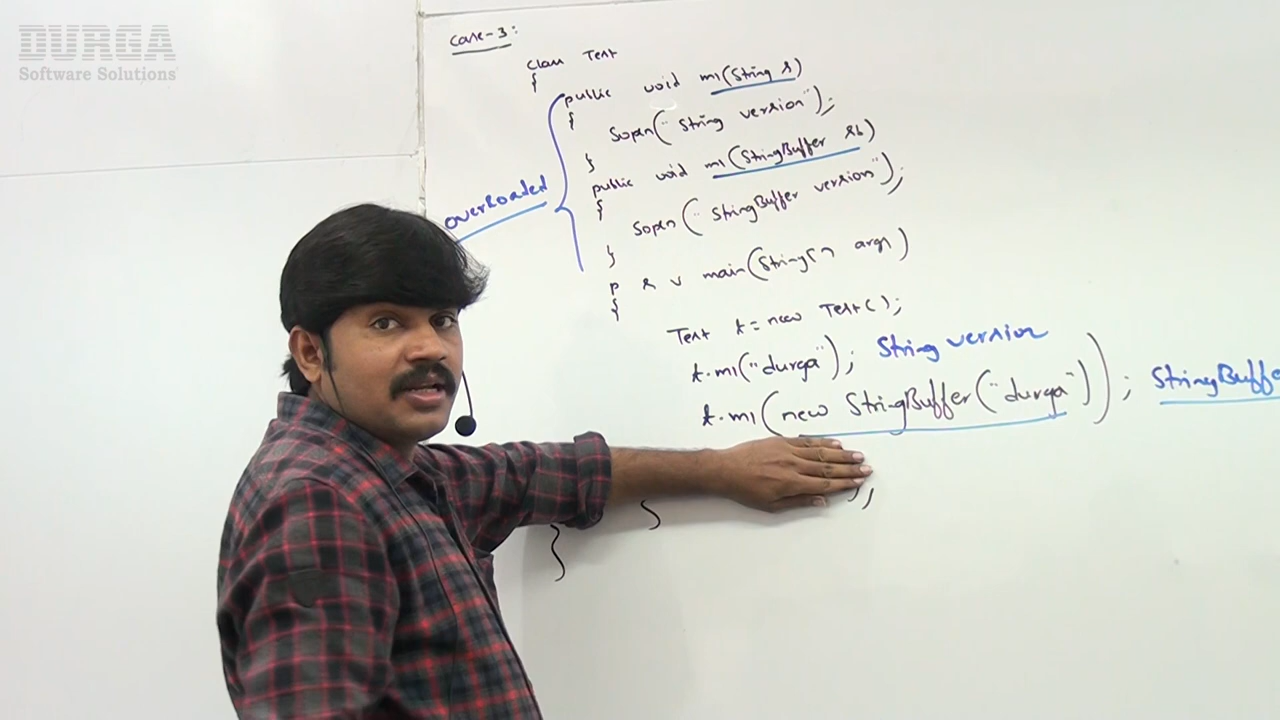 DURGA
Software Solutions
Case-3:
class Test
{
public void m1(String s)
{
Sopln("String version");
}
public void m1(StringBuffer sb)
{
Sopln("StringBuffer version");
}
overloaded
p s v main(String[] args)
{
Test t = new Test();
t.m1("durga"); String version
t.m1(new StringBuffer("durga")); StringBuffe
);
}
}